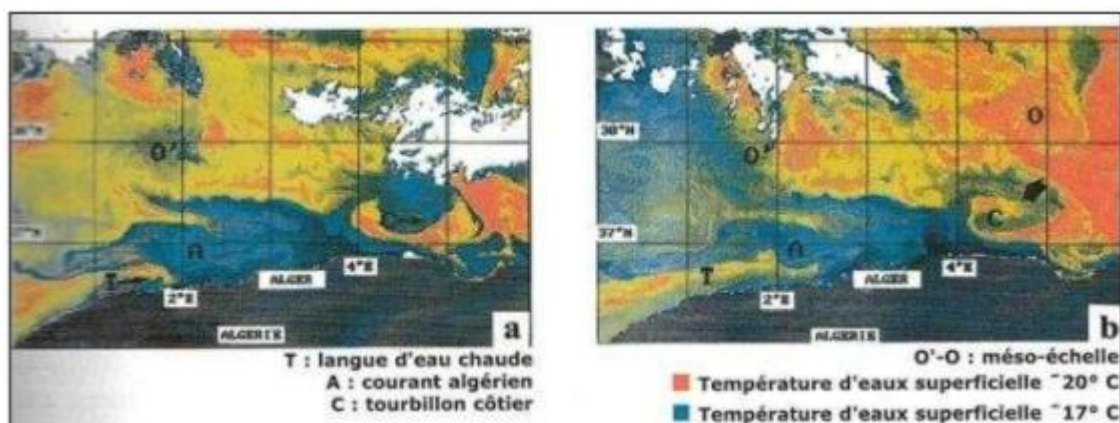 O'
C
A
T
4°E
ALGER
2°E
ALGERIE
a
T : langue d'eau chaude
A : courant algérien
C : tourbillon côtier
38°N
O
O'
C
37°N
A
T
4°E
ALGER
2°E
ALGERIE
b
O'-O : méso-échelle
Température d'eaux superficielle ~20° C
Température d'eaux superficielle ~17° C